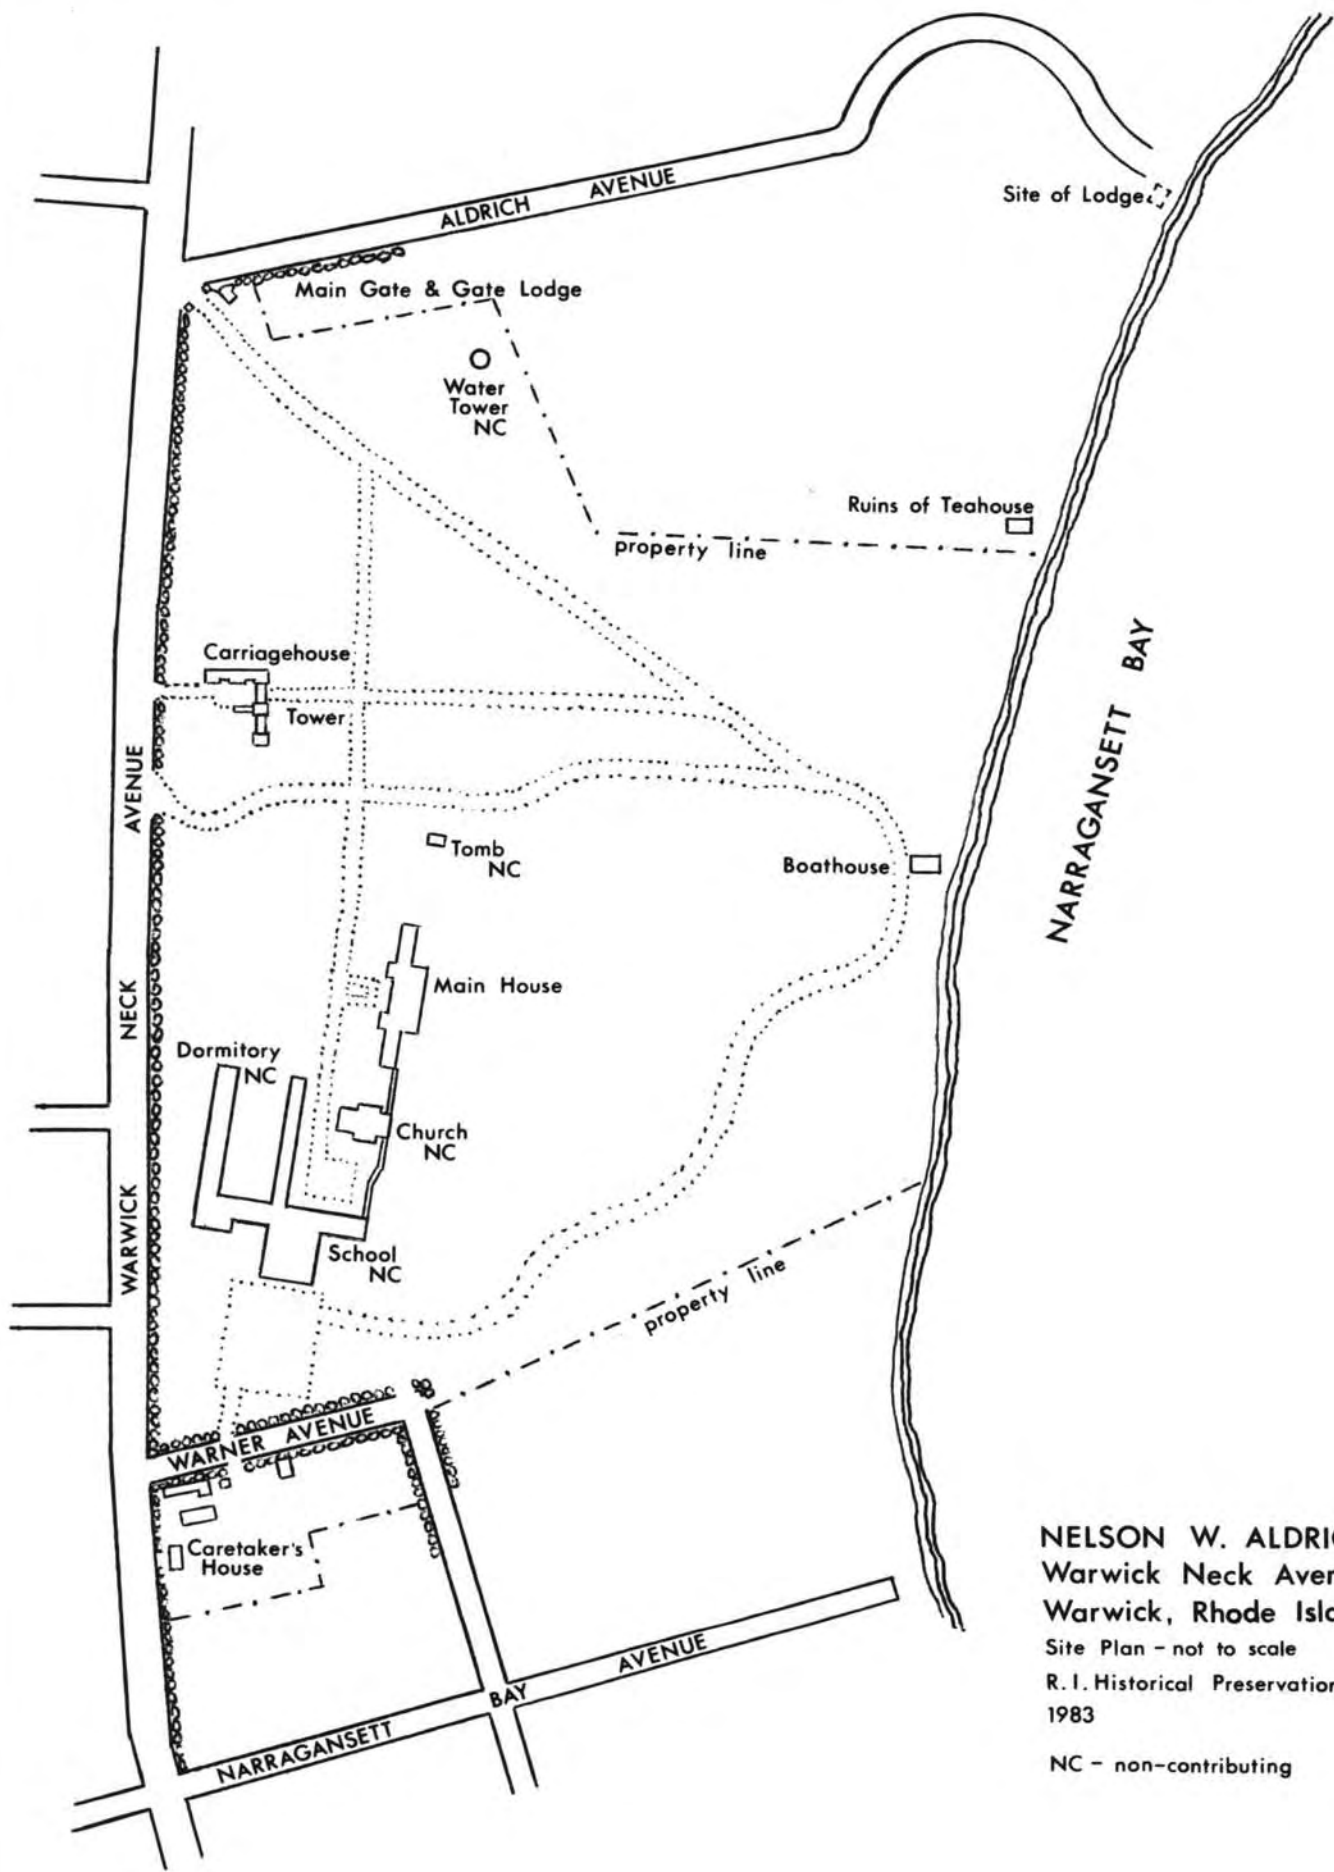 ALDRICH AVENUE
Site of Lodge
Main Gate & Gate Lodge
Water
Tower
NC
Ruins of Teahouse
property line
Carriagehouse
Tower
NARRAGANSETT BAY
Tomb
NC
Boathouse
Main House
Dormitory
NC
Church
NC
School
NC
WARWICK NECK AVENUE
property line
WARNER AVENUE
Caretaker's
House
NARRAGANSETT BAY AVENUE
NELSON W. ALDRIC
Warwick Neck Aven
Warwick, Rhode Isla
Site Plan - not to scale
R.I. Historical Preservation
1983
NC - non-contributing